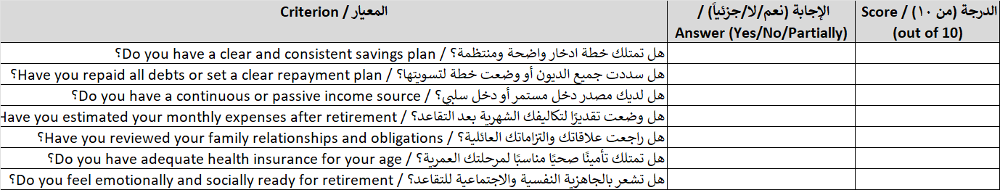 المعيار / Criterion
الإجابة (نعم/لا/جزئياً) /
Answer (Yes/No/Partially)
الدرجة (من ١٠) / Score
(out of 10)
هل تمتلك خطة ادخار واضحة ومنتظمة؟ / Do you have a clear and consistent savings plan؟
هل سددت جميع الديون أو وضعت خطة لتسويتها؟ / Have you repaid all debts or set a clear repayment plan؟
هل لديك مصدر دخل مستمر أو دخل سلبي؟ / Do you have a continuous or passive income source؟
هل وضعت تقديرًا لتكاليفك الشهرية بعد التقاعد؟ / Have you estimated your monthly expenses after retirement
هل راجعت علاقاتك والتزاماتك العائلية؟ / Have you reviewed your family relationships and obligations؟
هل تمتلك تأمينًا صحيًا مناسبًا لمرحلتك العمرية؟ / Do you have adequate health insurance for your age؟
هل تشعر بالجاهزية النفسية والاجتماعية للتقاعد؟ / Do you feel emotionally and socially ready for retirement؟